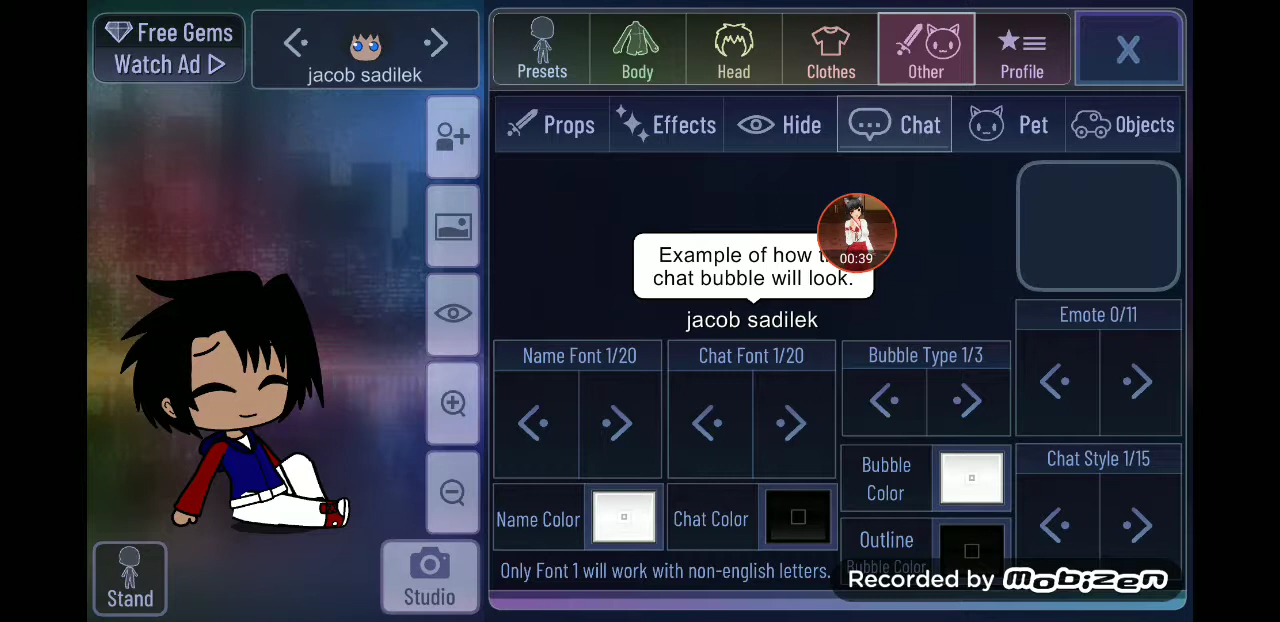 Free Gems
Watch Ad
jacob sadilek
Presets
Body
Head
Clothes
Other
Profile
X
Props
Effects
Hide
Chat
Pet
Objects
Example of how
chat bubble will look.
00:39
jacob sadilek
Emote 0/11
Name Font 1/20
Chat Font 1/20
Bubble Type 1/3
Chat Style 1/15
Bubble
Color
Name Color
Chat Color
Outline
Bubble Color
Only Font 1 will work with non-english letters.
Recorded by mobizen
Stand
Studio